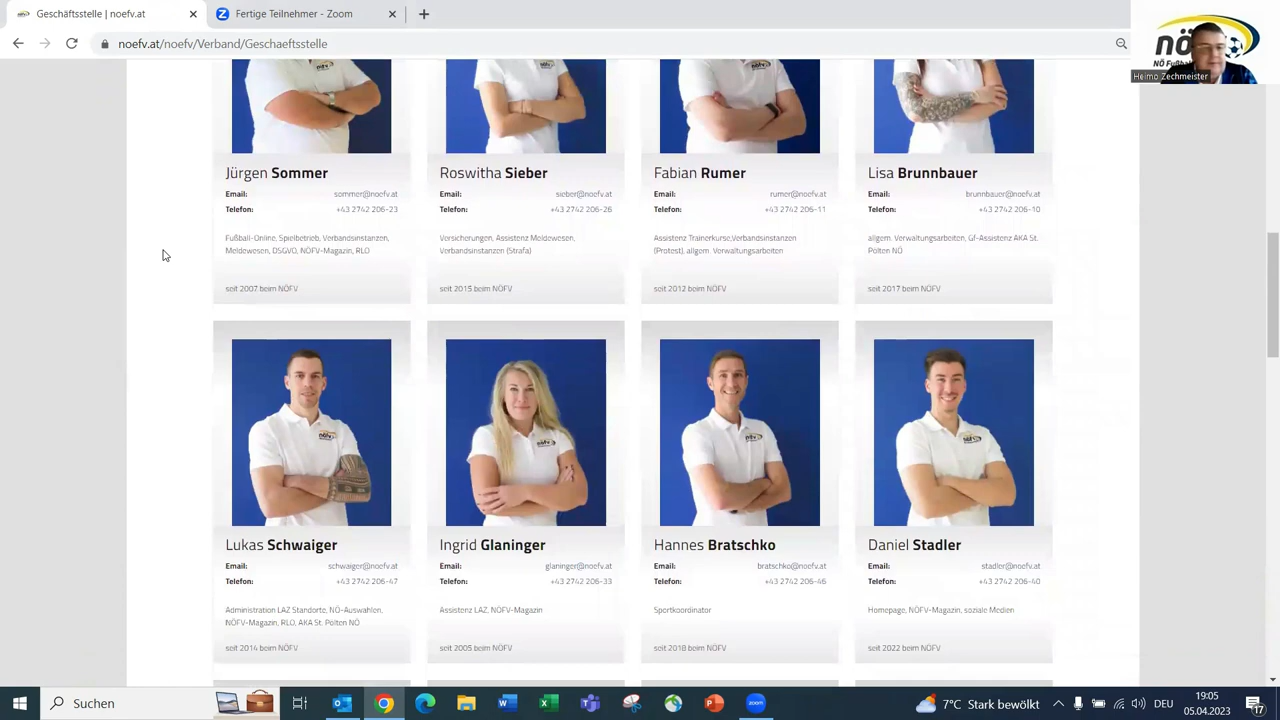 Geschäftsstelle | noefv.at
Fertige Teilnehmer - Zoom
noefv.at/noefv/Verband/Geschaeftsstelle
Heimo Zechmeister
Jürgen Sommer
Email: sommer@noefv.at
Telefon: +43 2742 206-23
Fußball-Online, Spielbetrieb, Verbandsinstanzen,
Meldewesen, DSGVO, NÖFV-Magazin, RLO
seit 2007 beim NÖFV
Roswitha Sieber
Email: sieber@noefv.at
Telefon: +43 2742 206-26
Versicherungen, Assistenz Meldewesen,
Verbandsinstanzen (Strafa)
seit 2015 beim NÖFV
Fabian Rumer
Email: rumer@noefv.at
Telefon: +43 2742 206-11
Assistenz Trainerkurse,Verbandsinstanzen
(Protest), allgem. Verwaltungsarbeiten
seit 2012 beim NÖFV
Lisa Brunnbauer
Email: brunnbauer@noefv.at
Telefon: +43 2742 206-10
allgem. Verwaltungsarbeiten, Gf-Assistenz AKA St.
Pölten NÖ
seit 2017 beim NÖFV
Lukas Schwaiger
Email: schwaiger@noefv.at
Telefon: +43 2742 206-47
Administration LAZ Standorte, NÖ-Auswahlen,
NÖFV-Magazin, RLO, AKA St. Pölten NÖ
seit 2014 beim NÖFV
Ingrid Glaninger
Email: glaninger@noefv.at
Telefon: +43 2742 206-33
Assistenz LAZ, NÖFV-Magazin
seit 2005 beim NÖFV
Hannes Bratschko
Email: bratschko@noefv.at
Telefon: +43 2742 206-46
Sportkoordinator
seit 2018 beim NÖFV
Daniel Stadler
Email: stadler@noefv.at
Telefon: +43 2742 206-40
Homepage, NÖFV-Magazin, soziale Medien
seit 2022 beim NÖFV
Suchen
zoom
7°C Stark bewölkt
DEU
19:05
05.04.2023
17